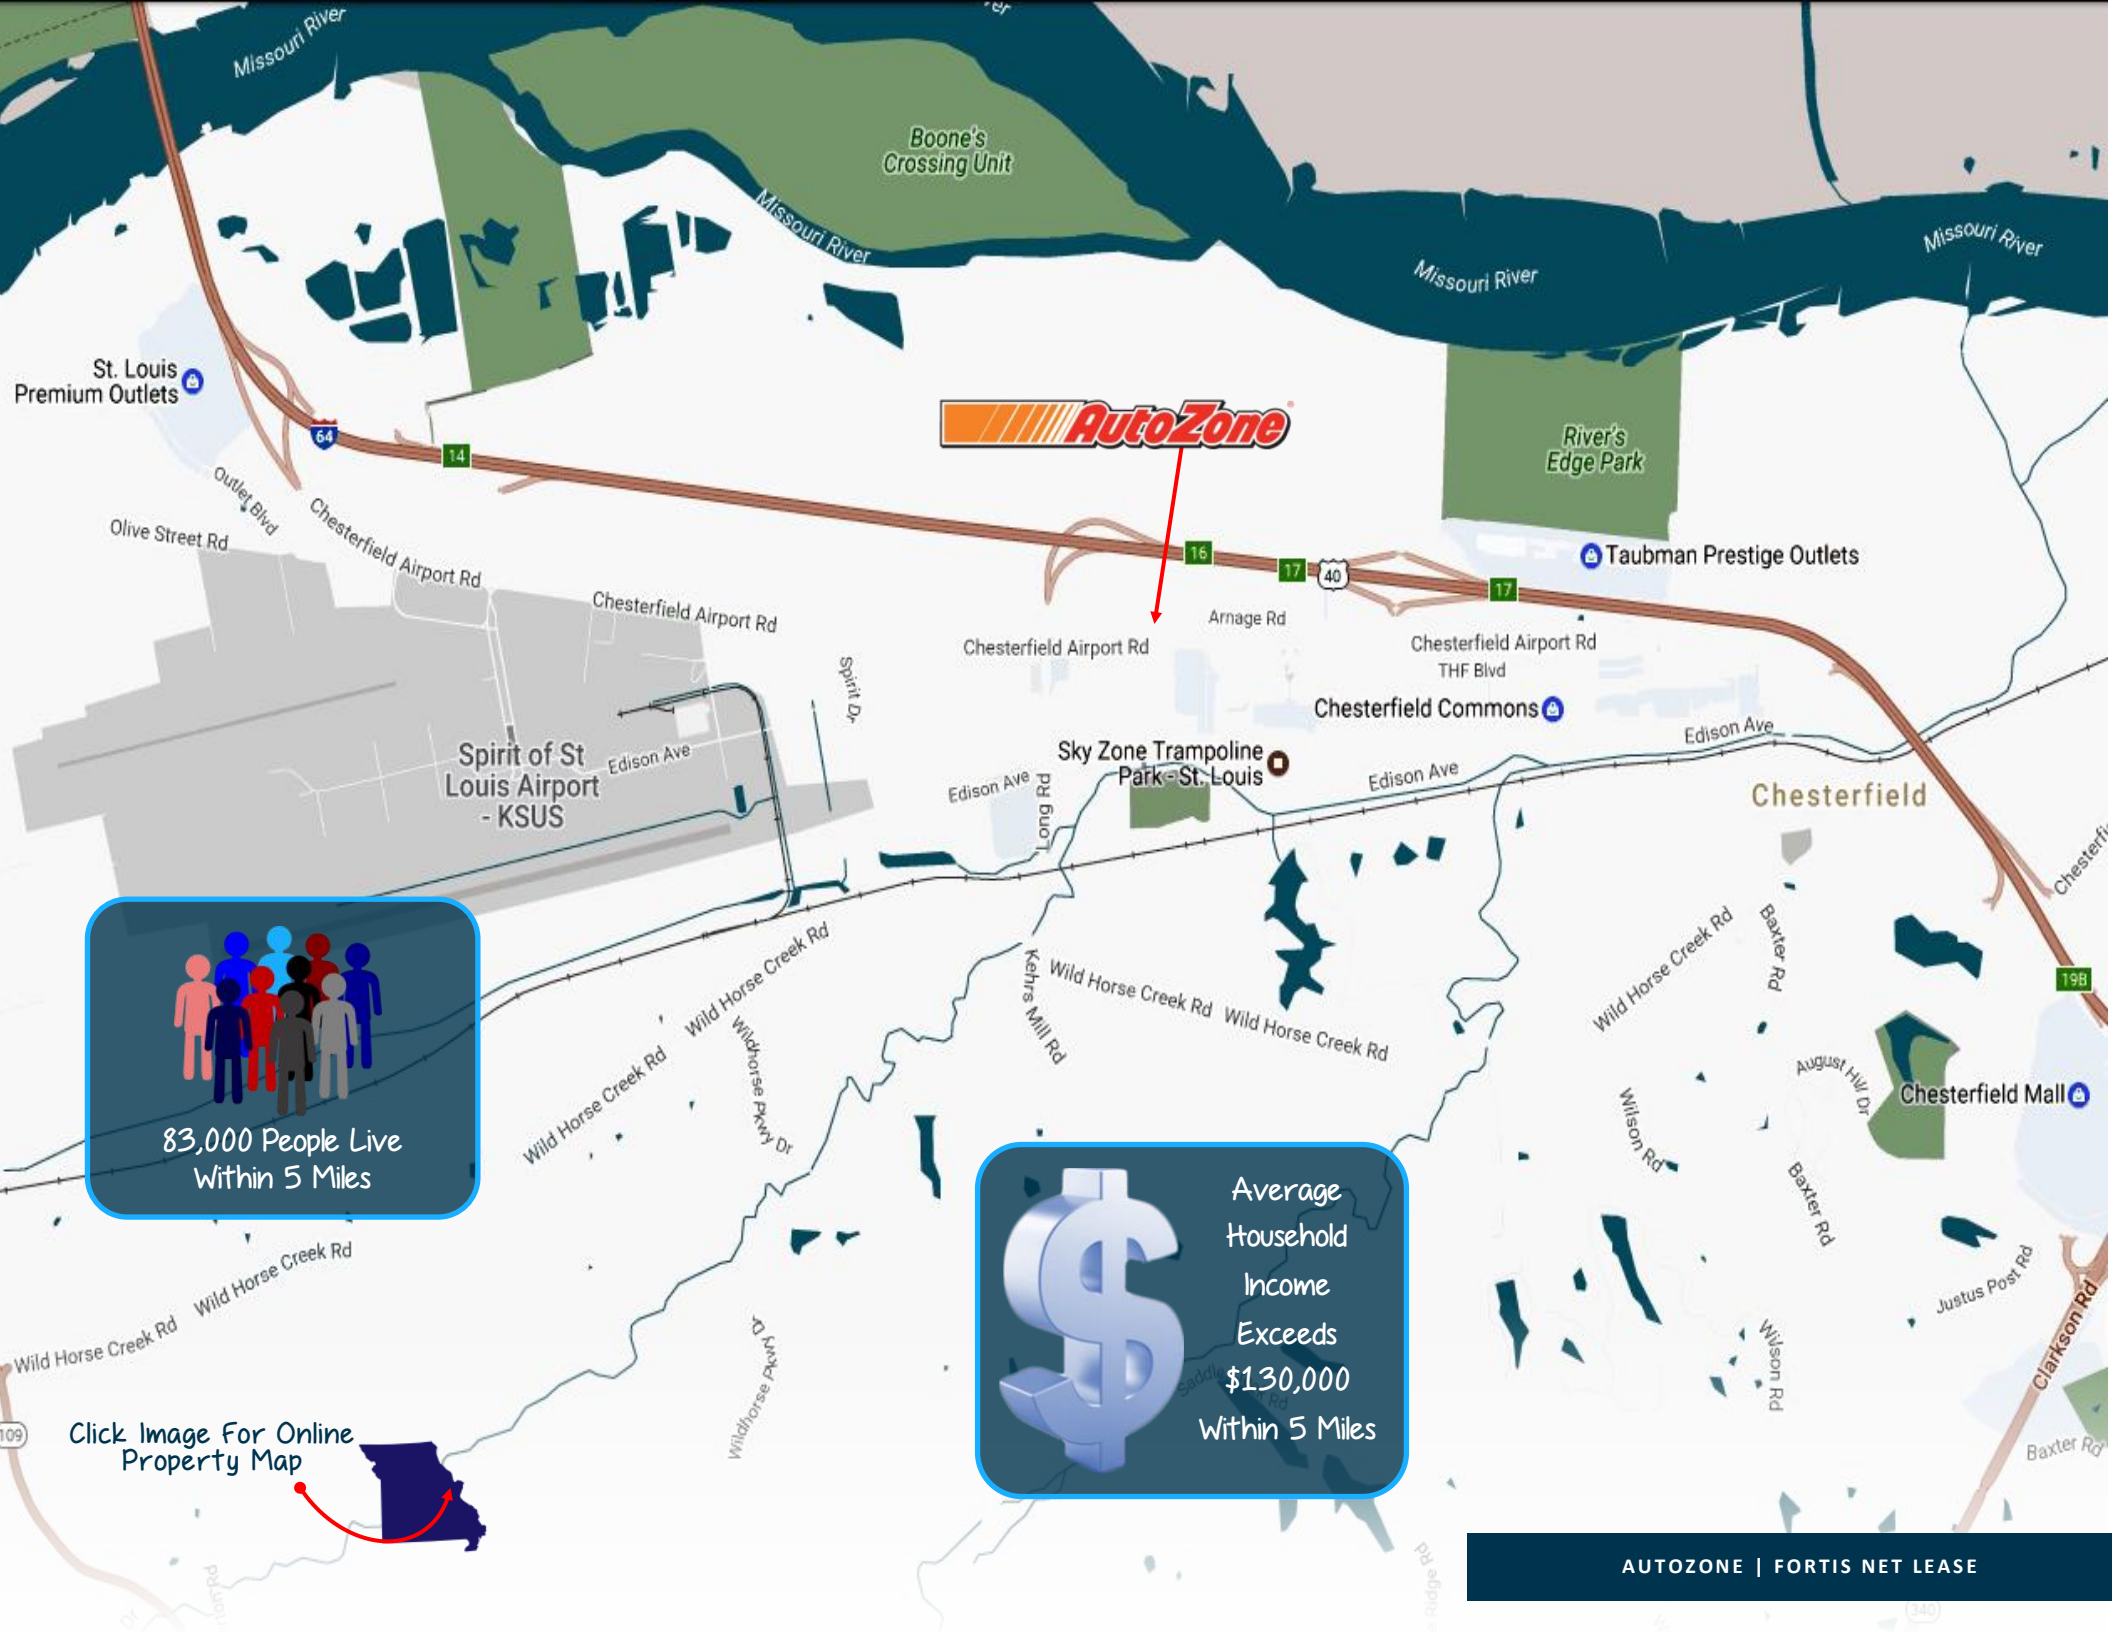 Missouri River
Boone's
Crossing Unit
Missouri River
Missouri River
Missouri River
St. Louis
Premium Outlets
64
14
AutoZone
River's
Edge Park
Outlet Blvd
Olive Street Rd
Chesterfield Airport Rd
16
17
40
17
Taubman Prestige Outlets
Chesterfield Airport Rd
Arnage Rd
Chesterfield Airport Rd
Chesterfield Airport Rd
THF Blvd
Spirit Dr
Chesterfield Commons
Edison Ave
Spirit of St
Louis Airport
- KSUS
Edison Ave
Sky Zone Trampoline
Park - St. Louis
Edison Ave
Long Rd
Edison Ave
Chesterfield
Wild Horse Creek Rd
Kehrs Mill Rd
Wild Horse Creek Rd
Wild Horse Creek Rd
Wild Horse Creek Rd
Baxter Rd
19B
Wildhorse Pkwy Dr
Wild Horse Creek Rd
August Hill Dr
Chesterfield Mall
Wilson Rd
83,000 People Live
Within 5 Miles
Average
Household
Income
Exceeds
$130,000
Within 5 Miles
Baxter Rd
Wild Horse Creek Rd
Wild Horse Creek Rd
Wildhorse Pkwy Dr
Justus Post Rd
Clarkson Rd
Wilson Rd
109
Click Image For Online
Property Map
Baxter Rd
AUTOZONE | FORTIS NET LEASE
340